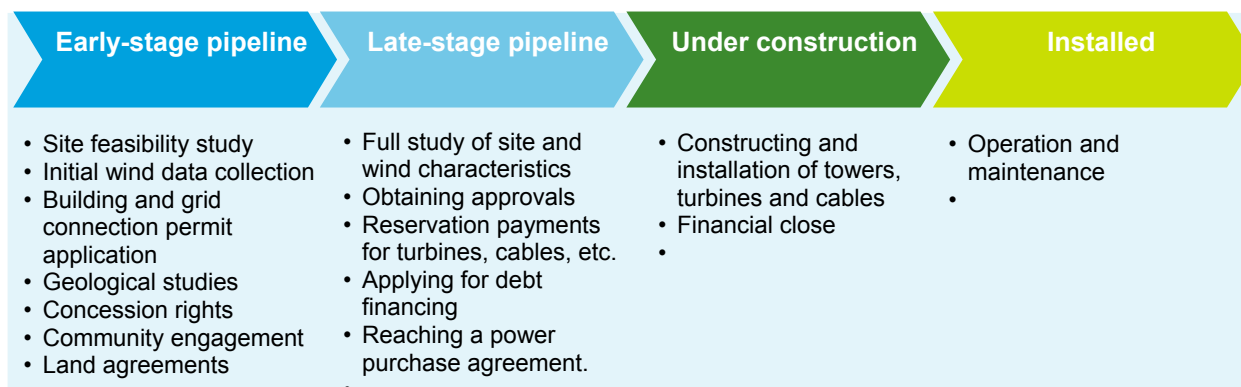 Early-stage pipeline
Late-stage pipeline
Under construction
Installed
• Site feasibility study
• Initial wind data collection
• Building and grid
connection permit
application
• Geological studies
• Concession rights
• Community engagement
• Land agreements
• Full study of site and
wind characteristics
• Obtaining approvals
• Reservation payments
for turbines, cables, etc.
• Applying for debt
financing
• Reaching a power
purchase agreement.
• Constructing and
installation of towers,
turbines and cables
• Financial close
•
• Operation and
maintenance
•